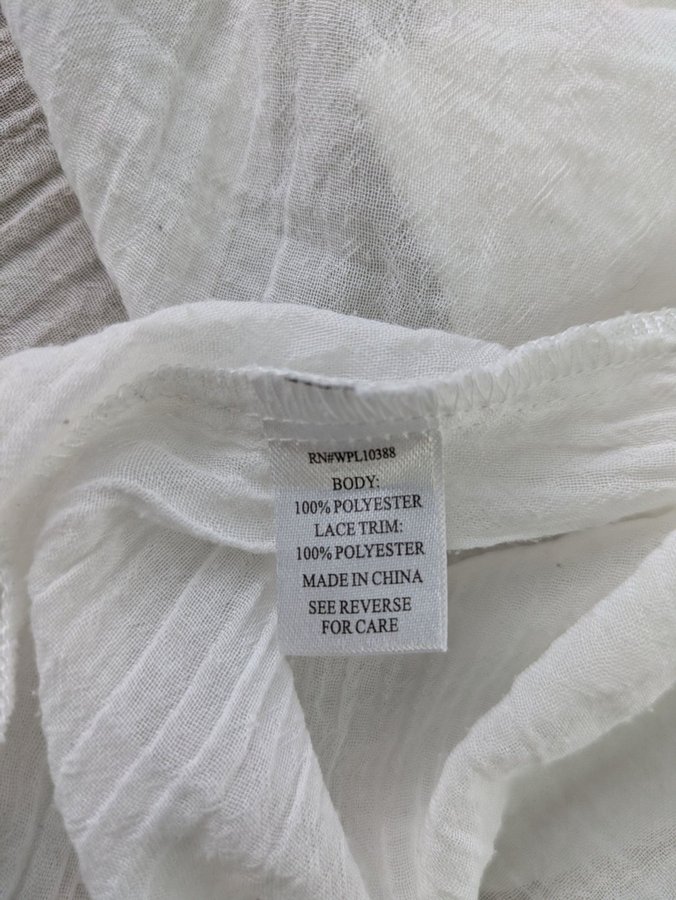 RN#WPL10388
BODY:
100% POLYESTER
LACE TRIM:
100% POLYESTER
MADE IN CHINA
SEE REVERSE
FOR CARE